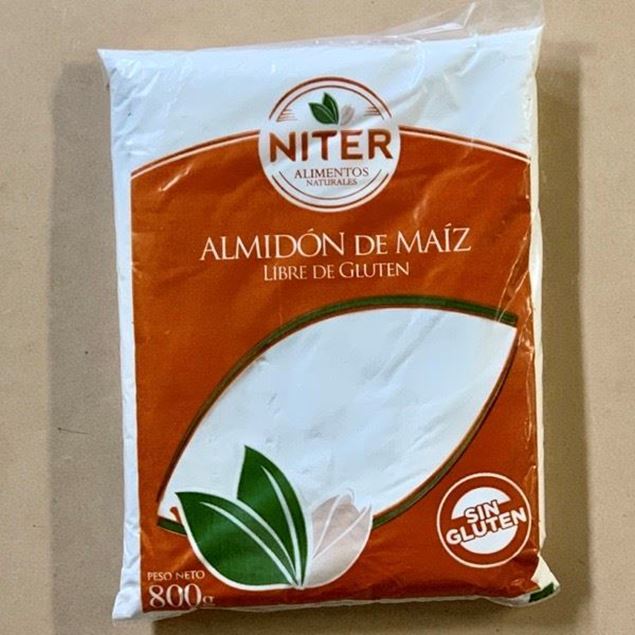 NITER
ALIMENTOS
NATURALES
ALMIDÓN DE MAÍZ
LIBRE DE GLUTEN
SIN
GLUTEN
PESO NETO
800g